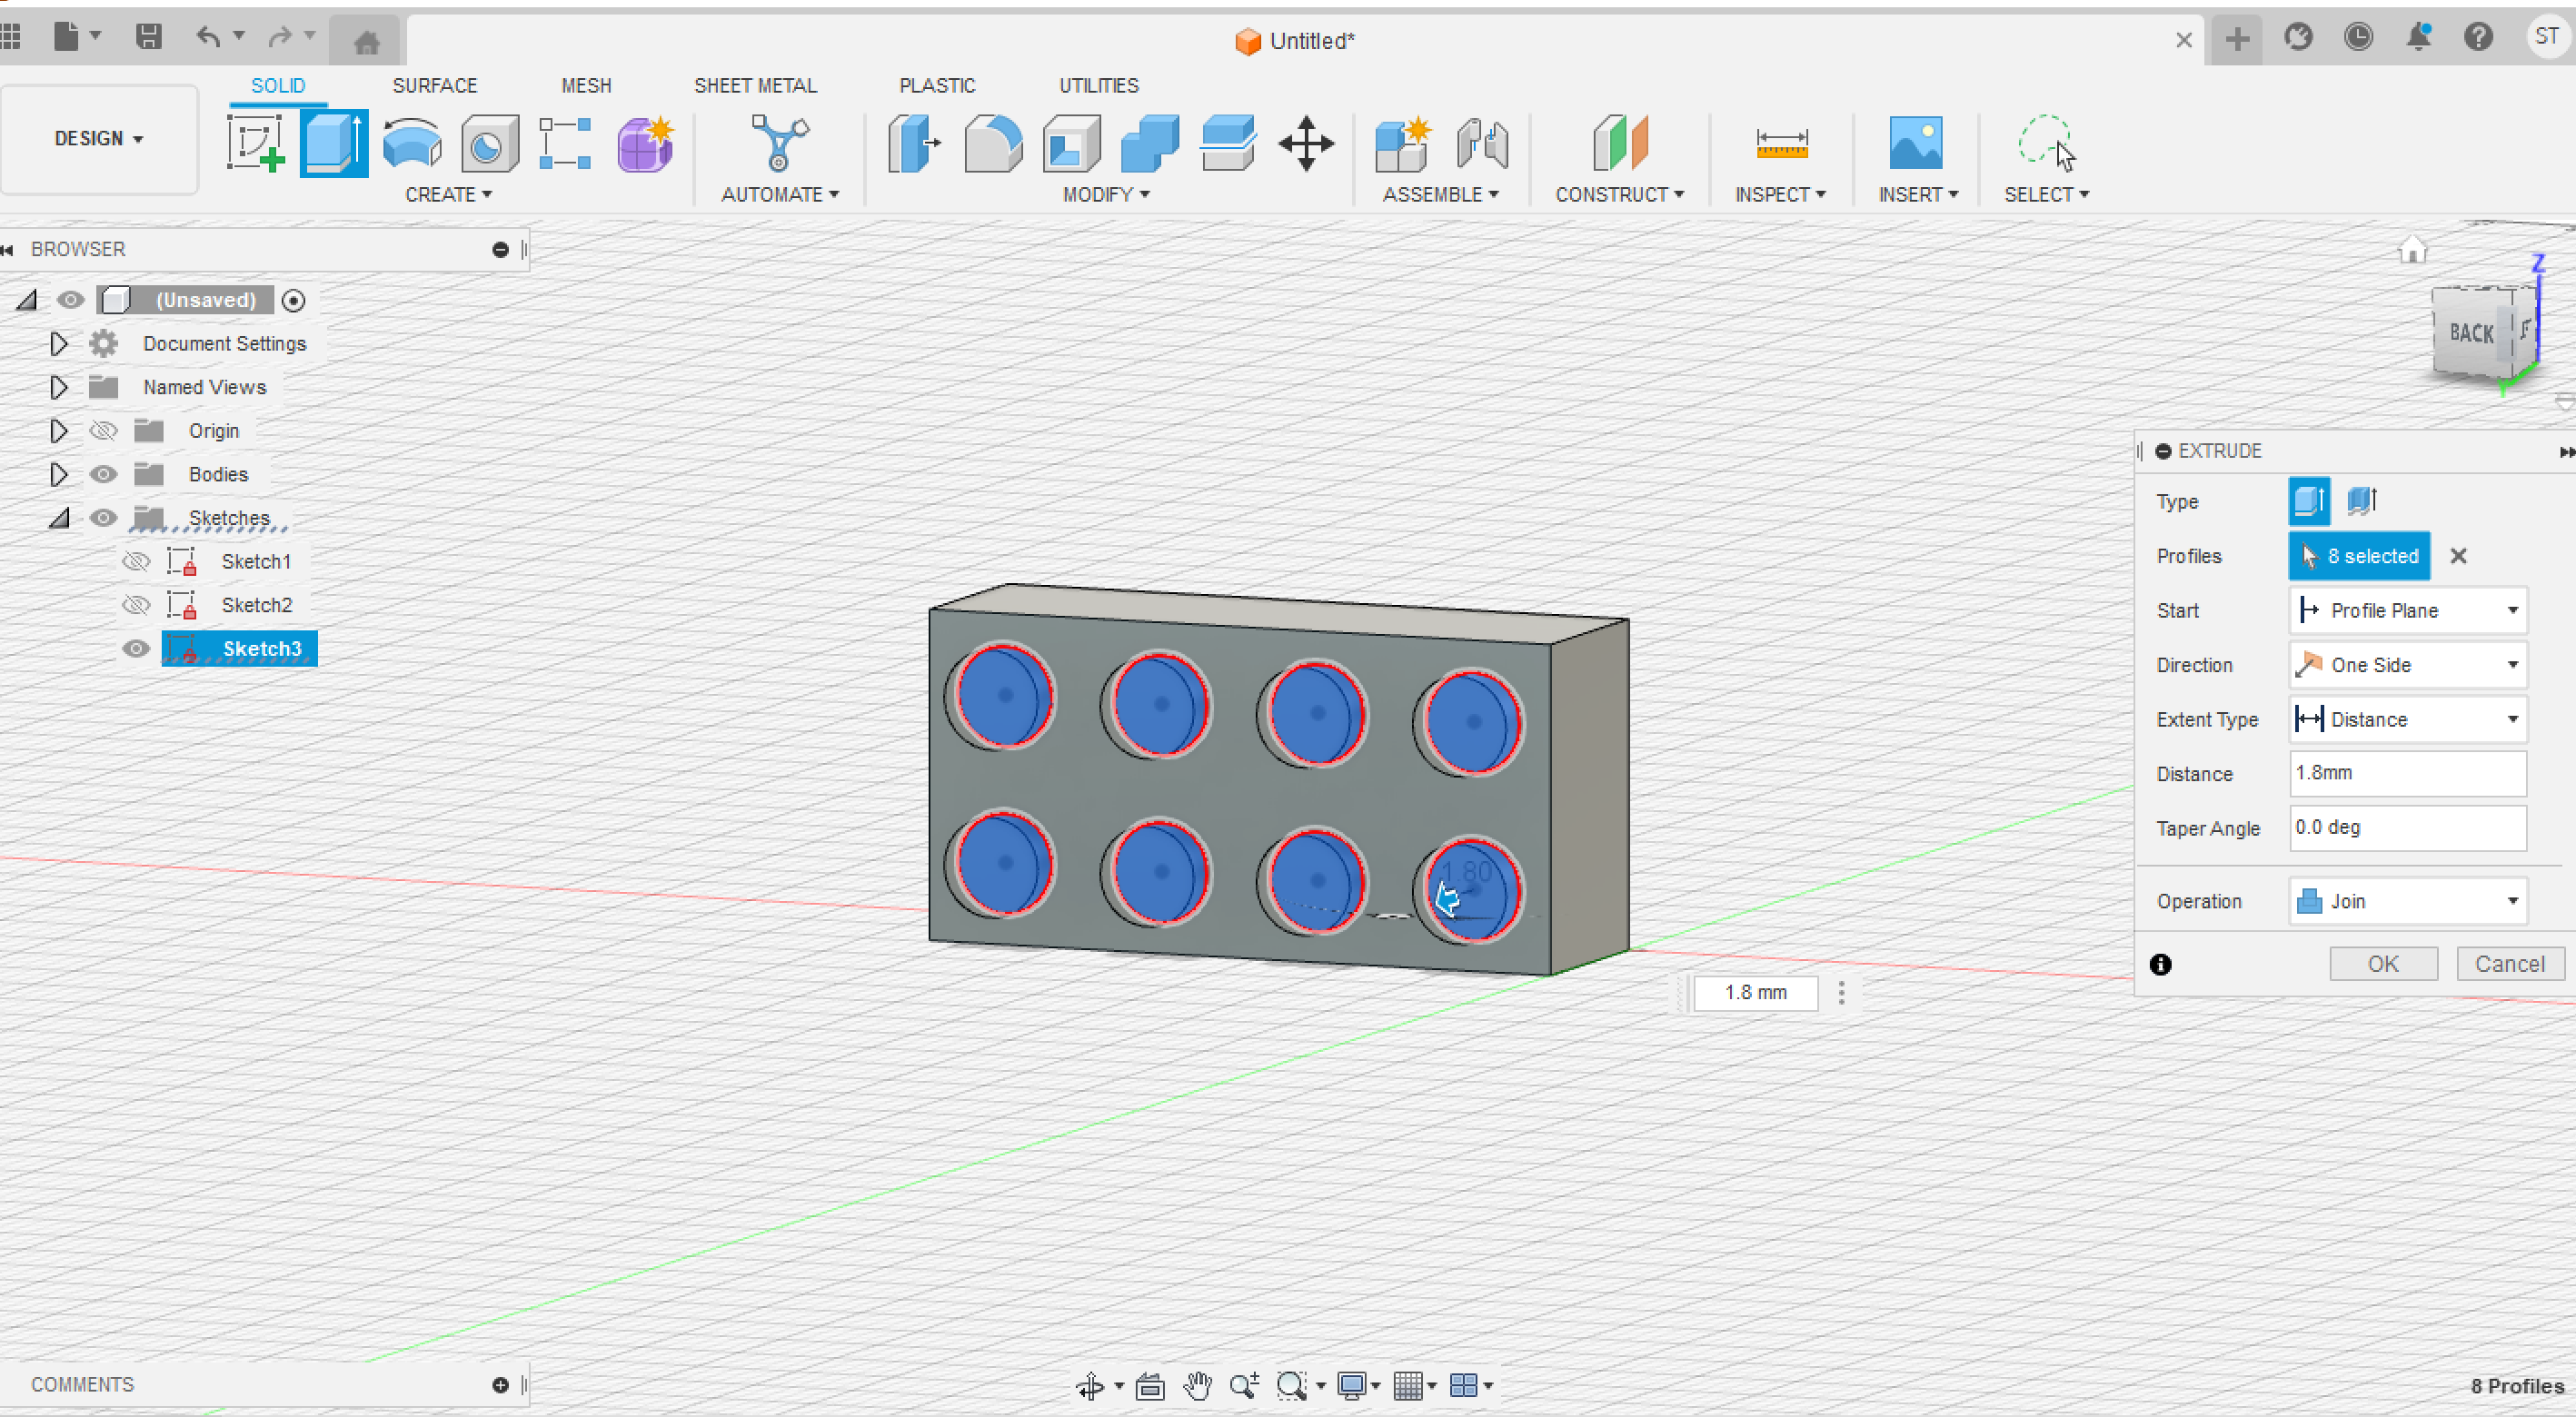 Untitled*
ST
SOLID SURFACE MESH SHEET METAL PLASTIC UTILITIES
DESIGN
CREATE AUTOMATE MODIFY ASSEMBLE CONSTRUCT INSPECT INSERT SELECT
BROWSER
(Unsaved)
Document Settings
Named Views
Origin
Bodies
Sketches
Sketch1
Sketch2
Sketch3
Z
BACK
Y
EXTRUDE
Type
Profiles 8 selected
Start Profile Plane
Direction One Side
Extent Type Distance
Distance 1.8mm
Taper Angle 0.0 deg
Operation Join
OK Cancel
1.80
1.8 mm
COMMENTS
8 Profiles